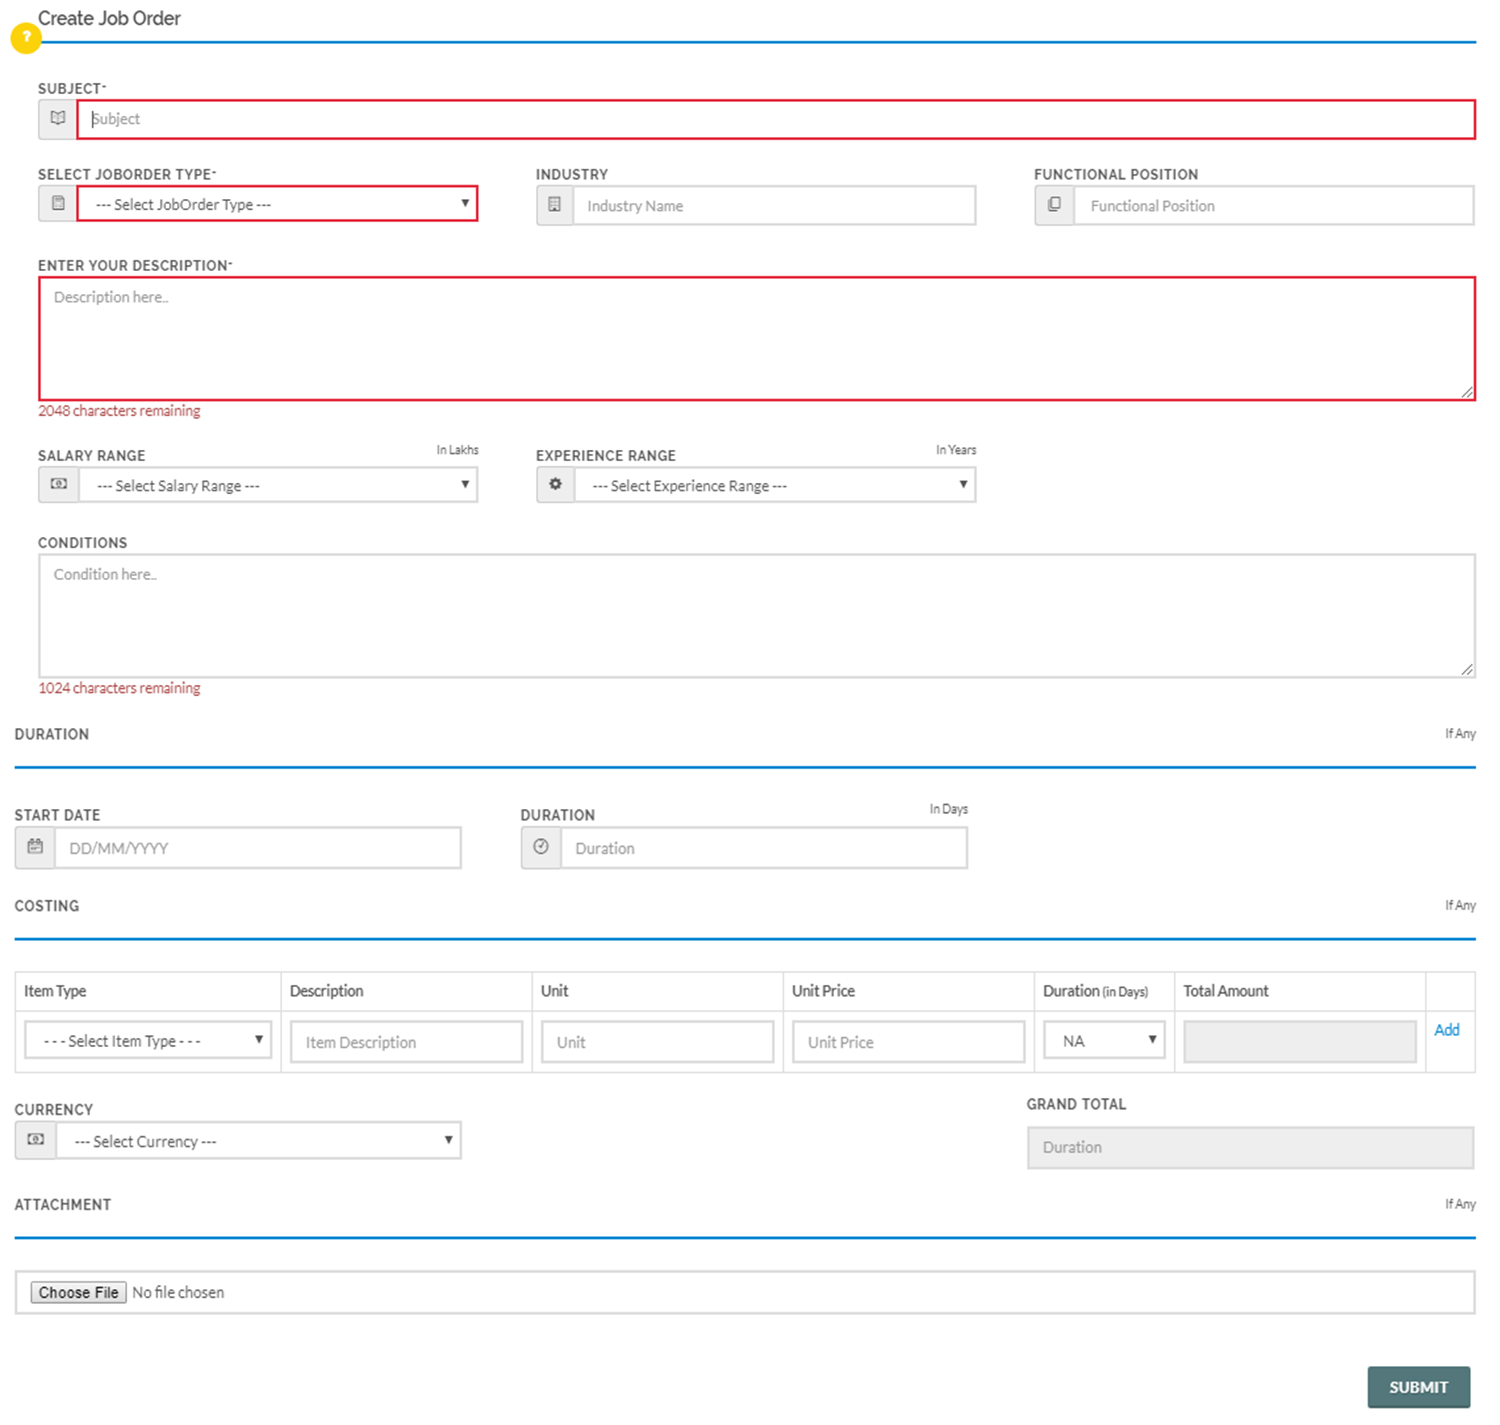 Create Job Order
?
SUBJECT*
Subject
SELECT JOBORDER TYPE* INDUSTRY FUNCTIONAL POSITION
--- Select JobOrder Type --- Industry Name Functional Position
ENTER YOUR DESCRIPTION*
Description here..
2048 characters remaining
SALARY RANGE In Lakhs EXPERIENCE RANGE In Years
--- Select Salary Range --- --- Select Experience Range ---
CONDITIONS
Condition here..
1024 characters remaining
DURATION If Any
START DATE DURATION In Days
DD/MM/YYYY Duration
COSTING If Any
Item Type Description Unit Unit Price Duration (in Days) Total Amount
- - - Select Item Type - - - Item Description Unit Unit Price NA Add
CURRENCY GRAND TOTAL
--- Select Currency --- Duration
ATTACHMENT If Any
Choose File No file chosen
SUBMIT